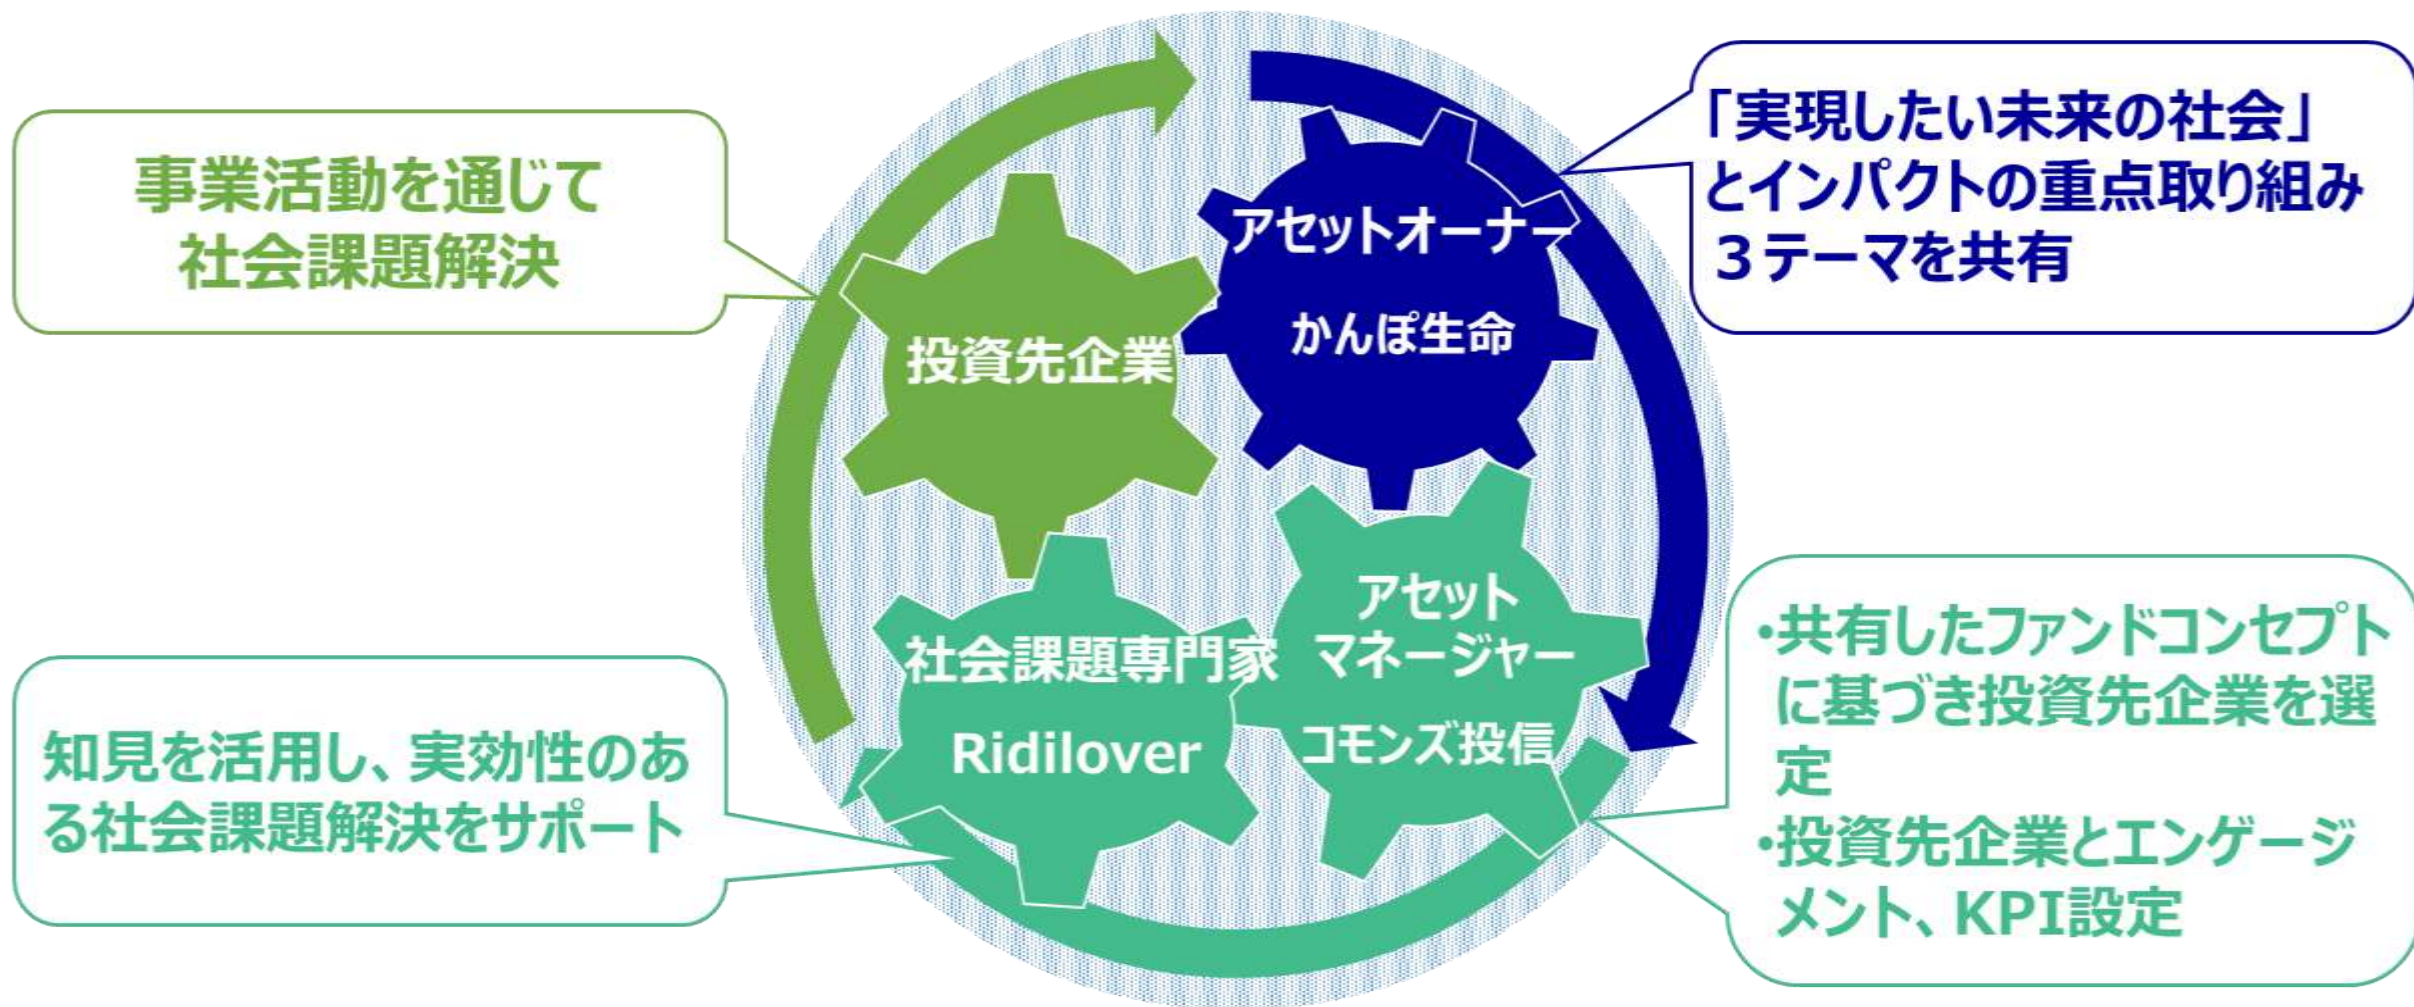 事業活動を通じて
社会課題解決
「実現したい未来の社会」
とインパクトの重点取り組み
３テーマを共有
アセットオーナー
かんぽ生命
投資先企業
アセット
マネージャー
コモンズ投信
社会課題専門家
Ridilover
知見を活用し、実効性のあ
る社会課題解決をサポート
・共有したファンドコンセプト
に基づき投資先企業を選
定
・投資先企業とエンゲージ
メント、KPI設定